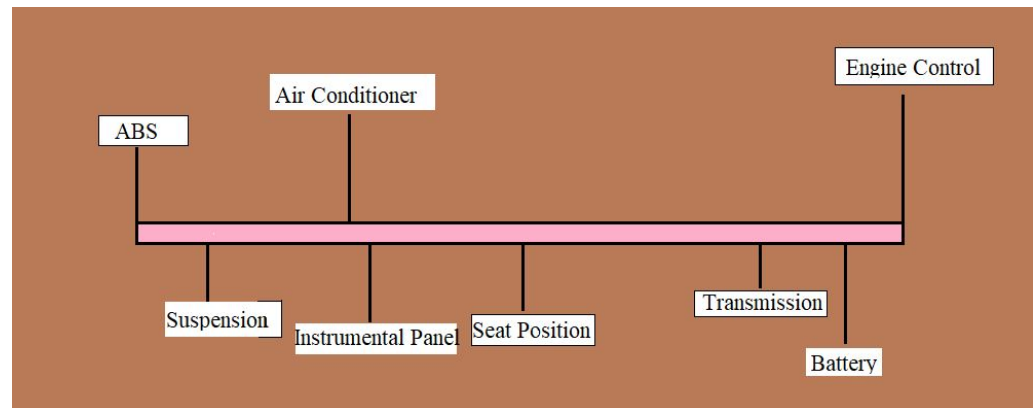 Engine Control
Air Conditioner
ABS
Suspension
Instrumental Panel
Seat Position
Transmission
Battery